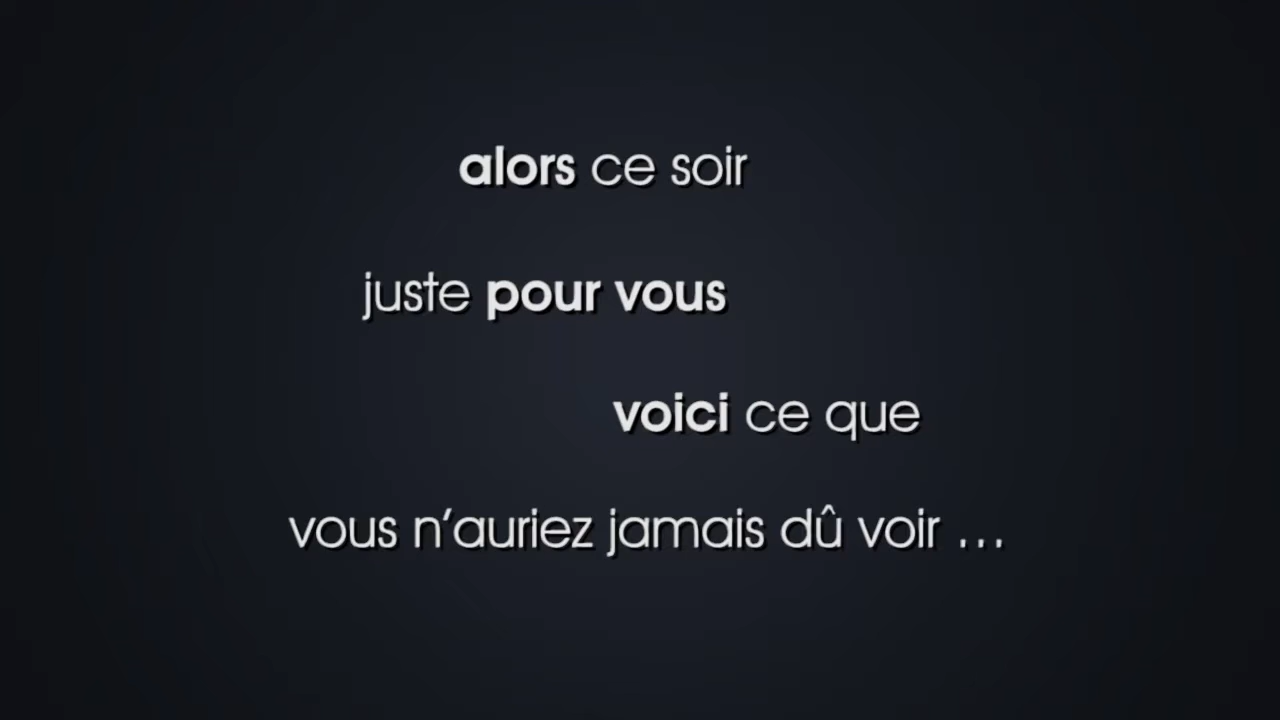 alors ce soir
juste pour vous
voici ce que
vous n’auriez jamais dû voir ...